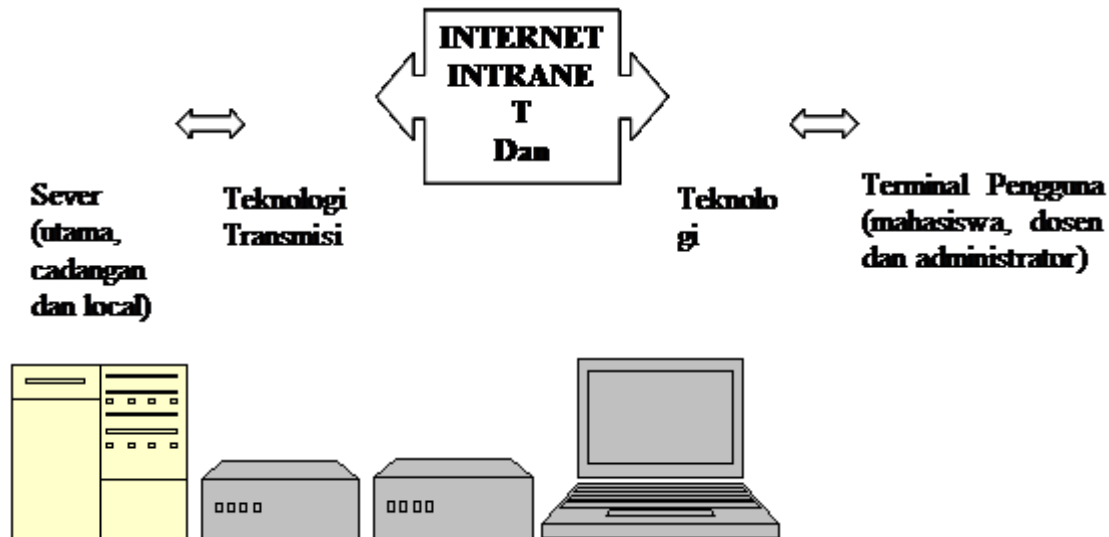 INTERNET
INTRANE
T
Dan
Sever
(utama,
cadangan
dan local)
Teknologi
Transmisi
Teknolo
gi
Terminal Pengguna
(mahasiswa, dosen
dan administrator)